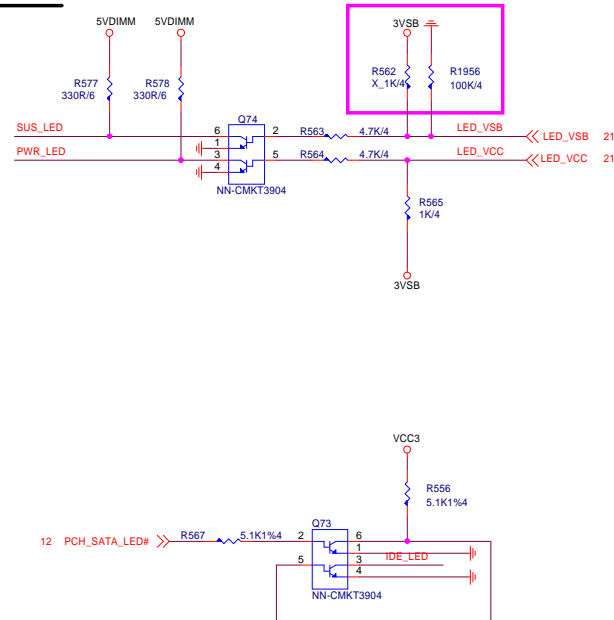 5VDIMM 5VDIMM 3VSB
R577 330R/6
R578 330R/6
R562 X_1K/4
R1956 100K/4
SUS_LED
PWR_LED
Q74
6 2
1
3 5
4
NN-CMKT3904
R563 4.7K/4 LED_VSB LED_VSB 21
R564 4.7K/4 LED_VCC LED_VCC 21
R565
1K/4
3VSB
VCC3
R556
5.1K1%4
12 PCH_SATA_LED# R567 5.1K1%4
Q73
2 6
1
5 3 IDE_LED
4
NN-CMKT3904